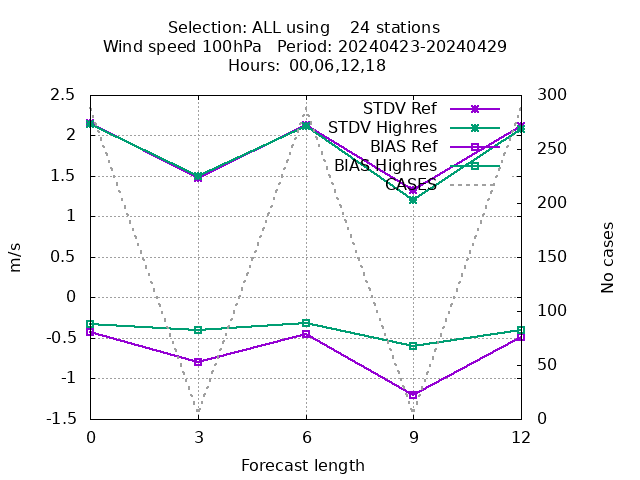 Selection: ALL using 24 stations
Wind speed 100hPa Period: 20240423-20240429
Hours: 00,06,12,18
STDV Ref
STDV Highres
BIAS Ref
BIAS Highres
CASES
2.5
2
1.5
1
0.5
0
-0.5
-1
-1.5
m/s
300
250
200
150
100
50
0
No cases
0 3 6 9 12
Forecast length